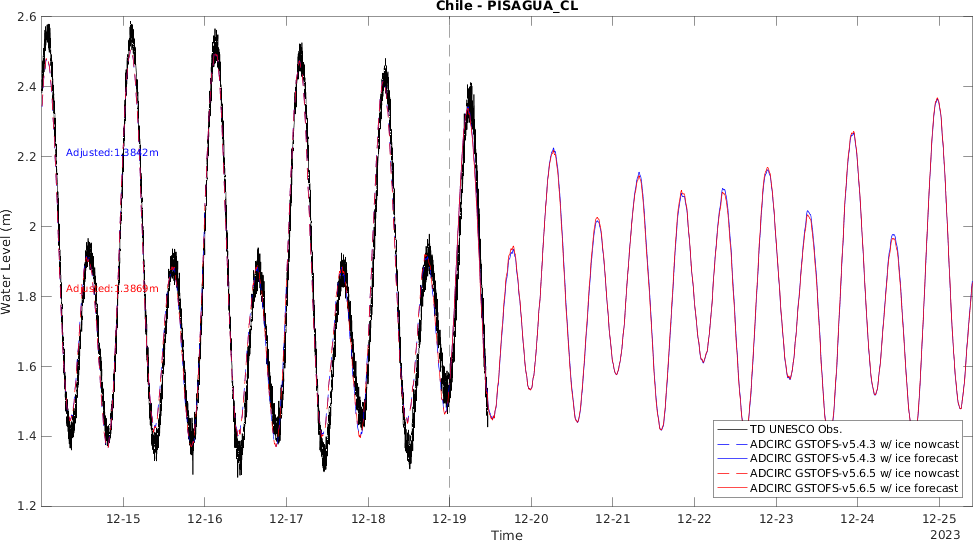 Chile - PISAGUA_CL
2.6
2.4
2.2
2
1.8
1.6
1.4
1.2
Water Level (m)
Adjusted:1.3842m
Adjusted:1.3869m
TD UNESCO Obs.
ADCIRC GSTOFS-v5.4.3 w/ ice nowcast
ADCIRC GSTOFS-v5.4.3 w/ ice forecast
ADCIRC GSTOFS-v5.6.5 w/ ice nowcast
ADCIRC GSTOFS-v5.6.5 w/ ice forecast
12-15 12-16 12-17 12-18 12-19 12-20 12-21 12-22 12-23 12-24 12-25
Time
2023